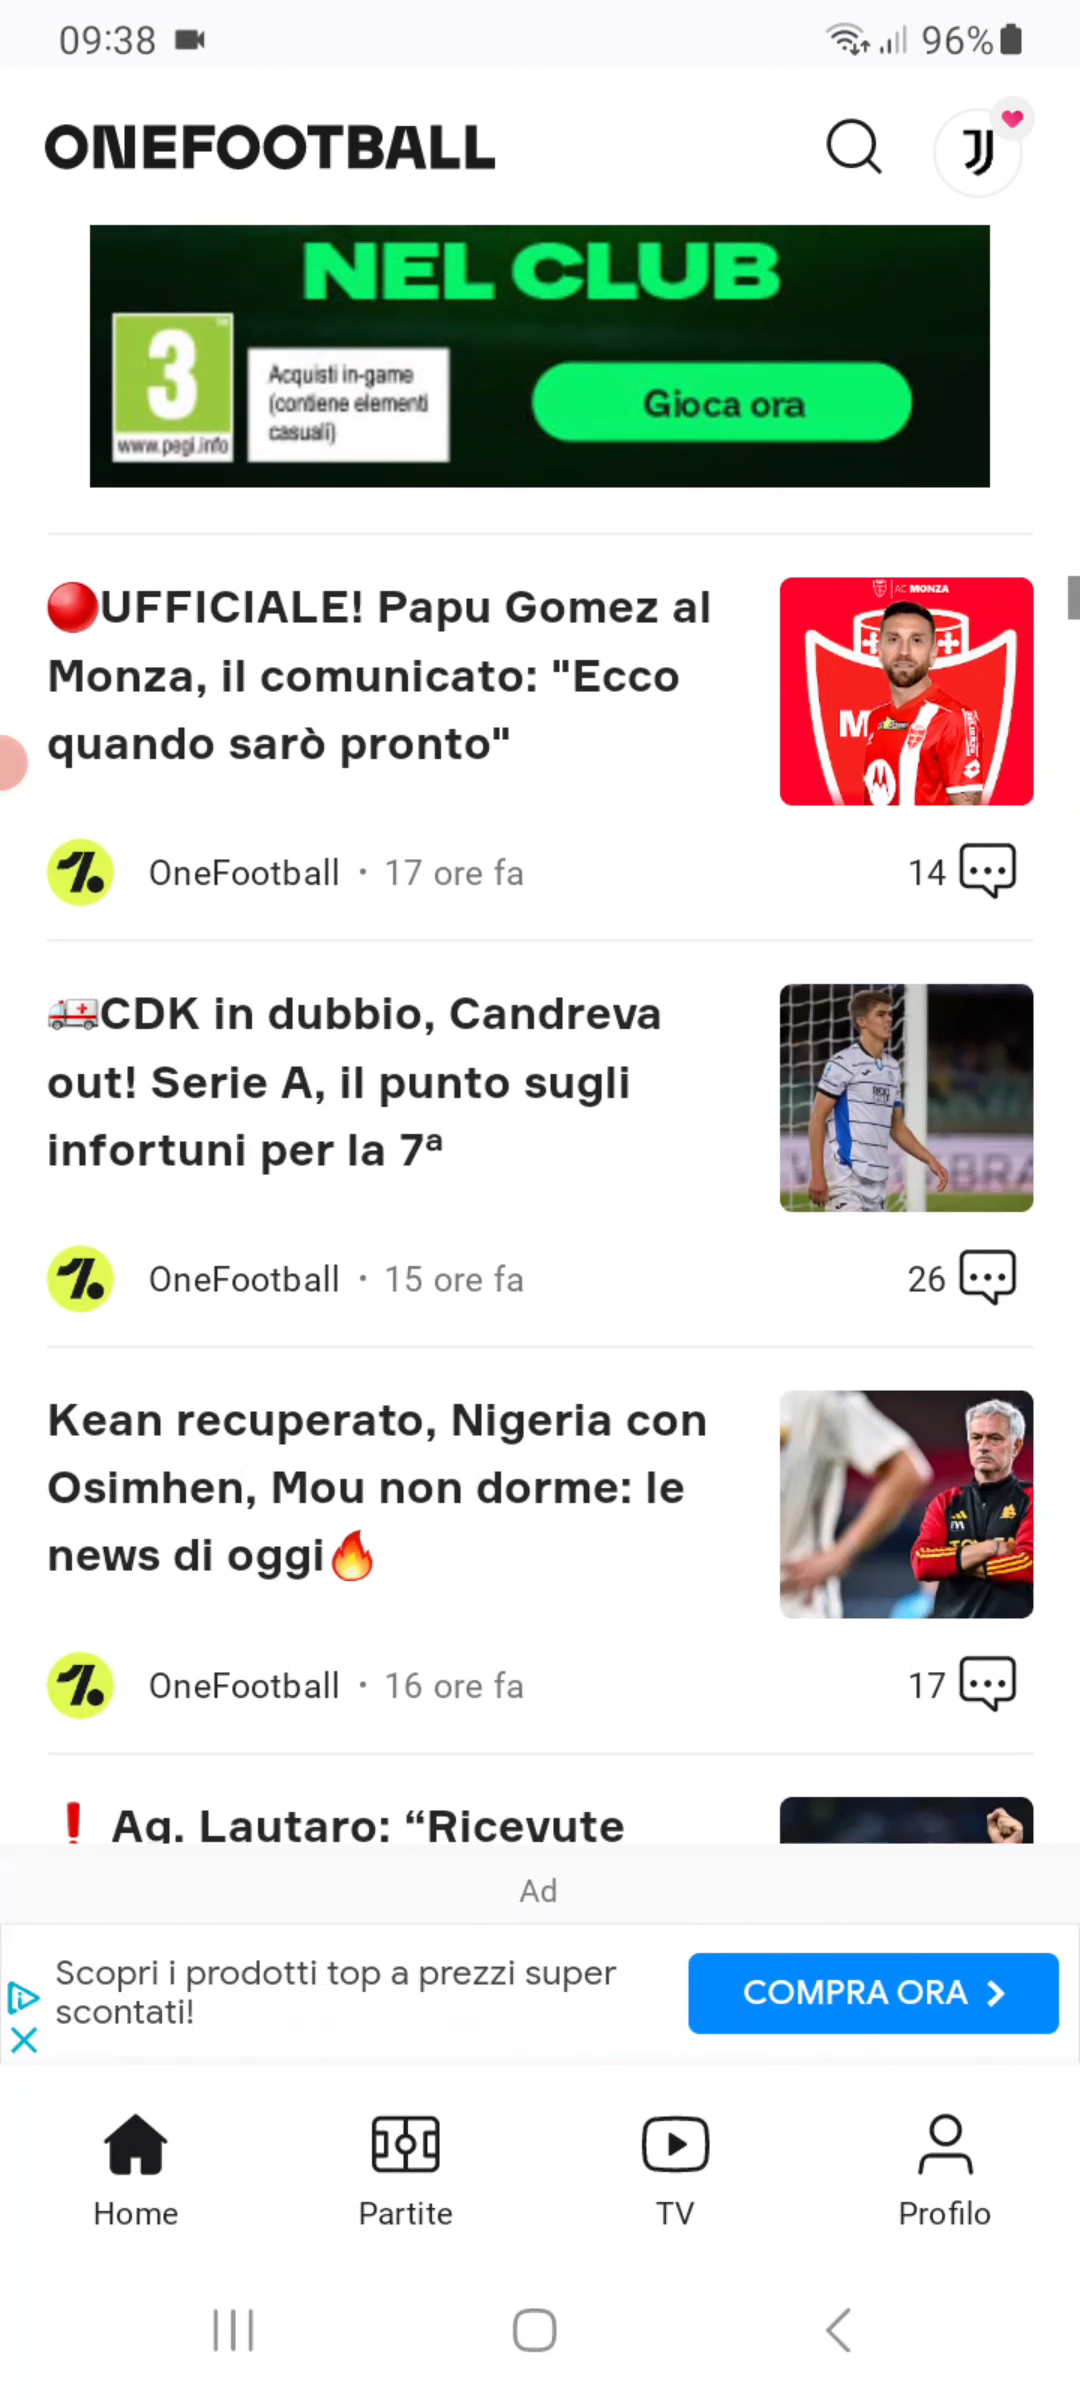 09:38
96%
ONEFOOTBALL
NEL CLUB
3
www.pegi.info
Acquisti in-game
(contiene elementi
casuali)
Gioca ora
🔴UFFICIALE! Papu Gomez al
Monza, il comunicato: "Ecco
quando sarò pronto"
AC MONZA
OneFootball · 17 ore fa
14
🚑CDK in dubbio, Candreva
out! Serie A, il punto sugli
infortuni per la 7ª
OneFootball · 15 ore fa
26
Kean recuperato, Nigeria con
Osimhen, Mou non dorme: le
news di oggi🔥
OneFootball · 16 ore fa
17
❗ Ag. Lautaro: “Ricevute
Ad
Scopri i prodotti top a prezzi super
scontati!
COMPRA ORA
Home
Partite
TV
Profilo